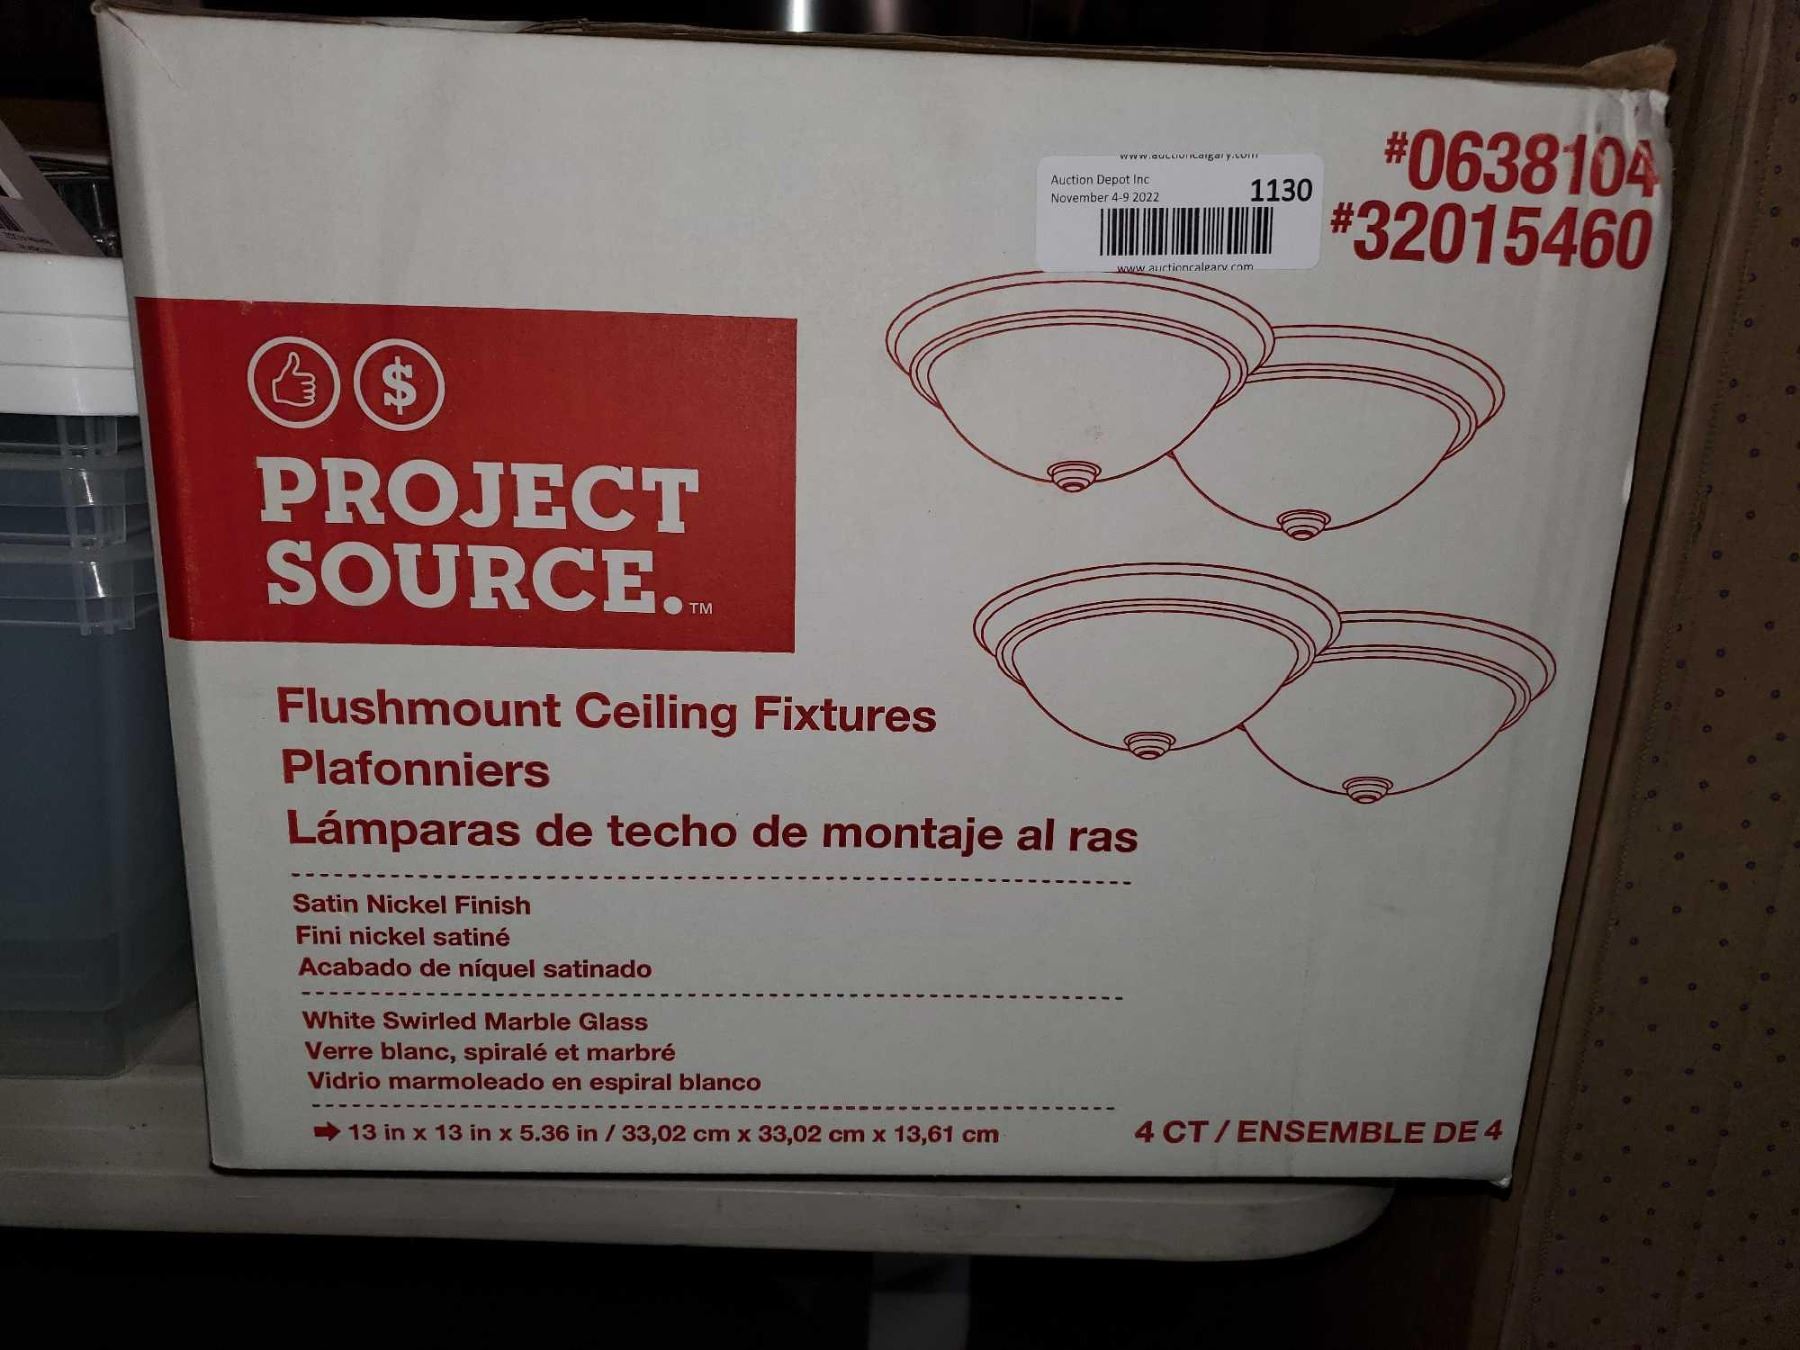 www.auctioncalgary.com
Auction Depot Inc
November 4-9 2022
1130
www.auctioncalgary.com
#0638104
#32015460
$
PROJECT
SOURCE.™
Flushmount Ceiling Fixtures
Plafonniers
Lámparas de techo de montaje al ras
Satin Nickel Finish
Fini nickel satiné
Acabado de níquel satinado
White Swirled Marble Glass
Verre blanc, spiralé et marbré
Vidrio marmoleado en espiral blanco
13 in x 13 in x 5.36 in / 33,02 cm x 33,02 cm x 13,61 cm
4 CT / ENSEMBLE DE 4